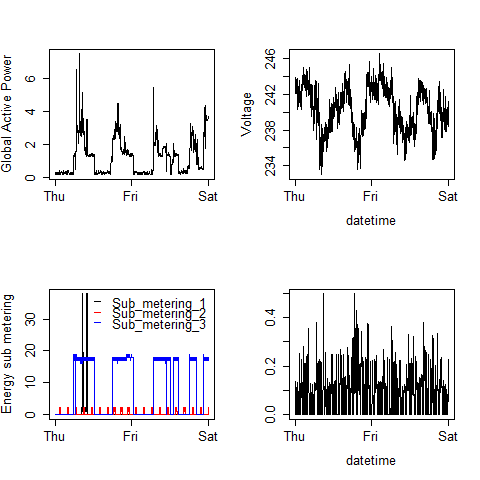 Global Active Power
0 2 4 6
Thu Fri Sat
Voltage
234 238 242 246
Thu Fri Sat
datetime
Energy sub metering
0 10 20 30
Sub_metering_1
Sub_metering_2
Sub_metering_3
Thu Fri Sat
0.0 0.2 0.4
Thu Fri Sat
datetime